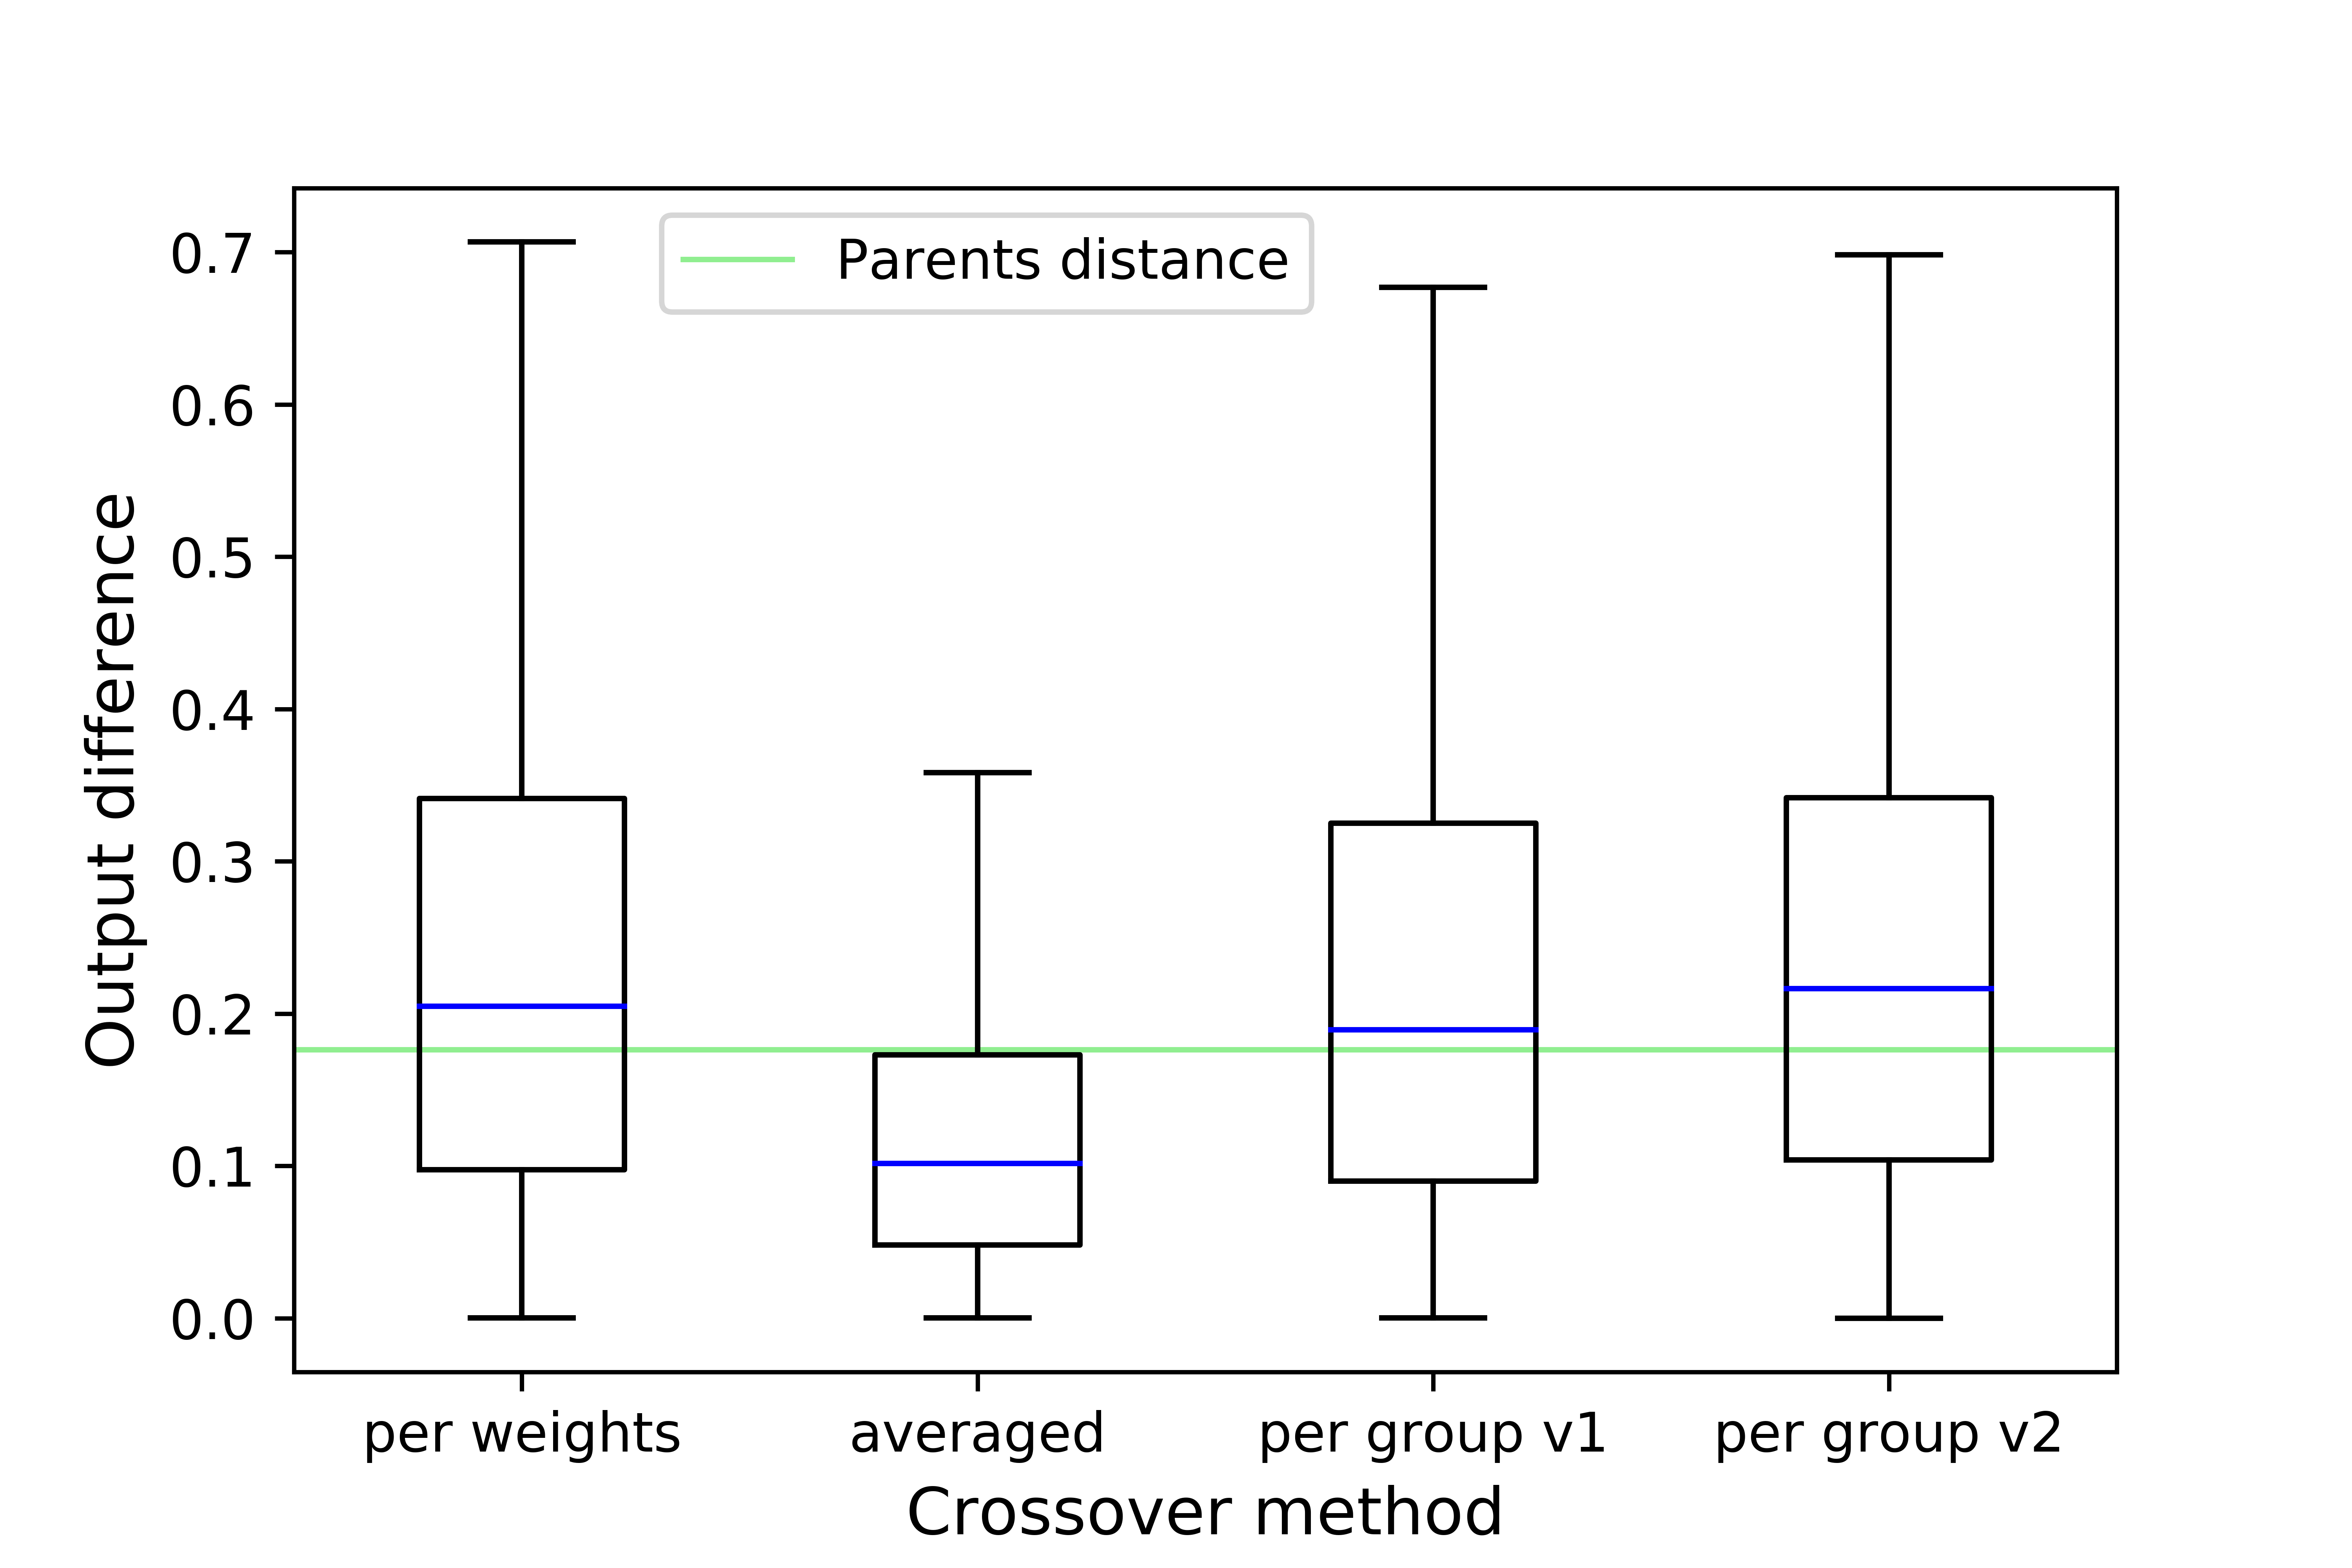 Parents distance
0.7
0.6
0.5
0.4
0.3
0.2
0.1
0.0
Output difference
per weights averaged per group v1 per group v2
Crossover method